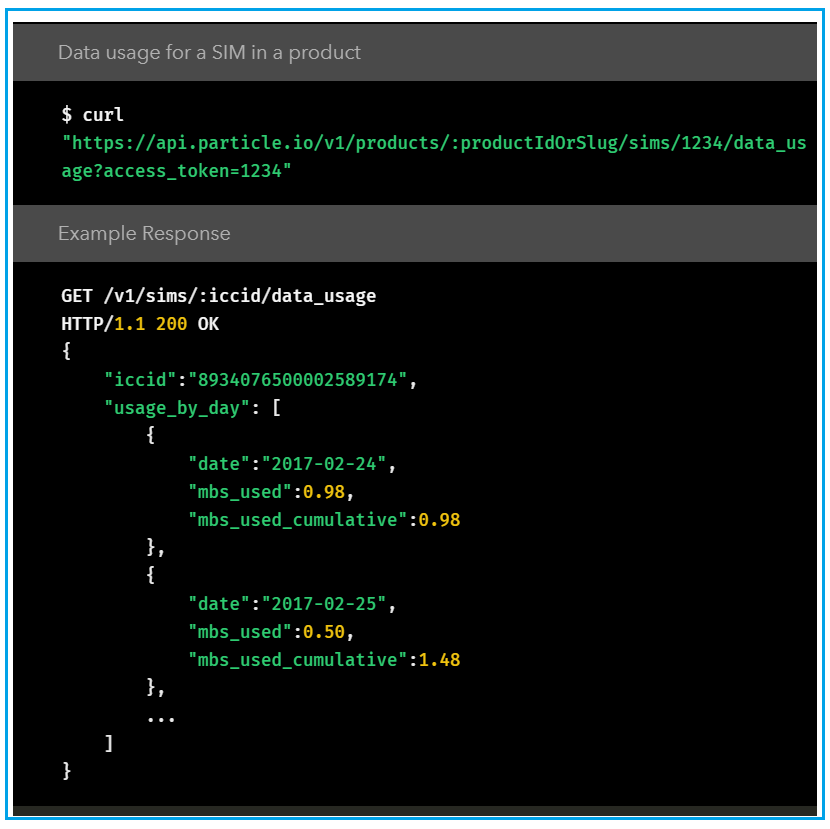 Data usage for a SIM in a product
$ curl
"https://api.particle.io/v1/products/:productIdOrSlug/sims/1234/data_us
age?access_token=1234"
Example Response
GET /v1/sims/:iccid/data_usage
HTTP/1.1 200 OK
{
    "iccid":"8934076500002589174",
    "usage_by_day": [
        {
            "date":"2017-02-24",
            "mbs_used":0.98,
            "mbs_used_cumulative":0.98
        },
        {
            "date":"2017-02-25",
            "mbs_used":0.50,
            "mbs_used_cumulative":1.48
        },
        ...
    ]
}